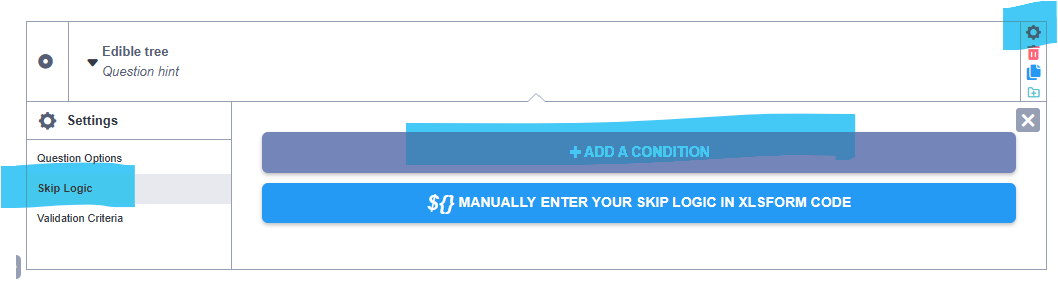 Edible tree
Question hint
Settings
Question Options
Skip Logic
Validation Criteria
+ ADD A CONDITION
${} MANUALLY ENTER YOUR SKIP LOGIC IN XLSFORM CODE